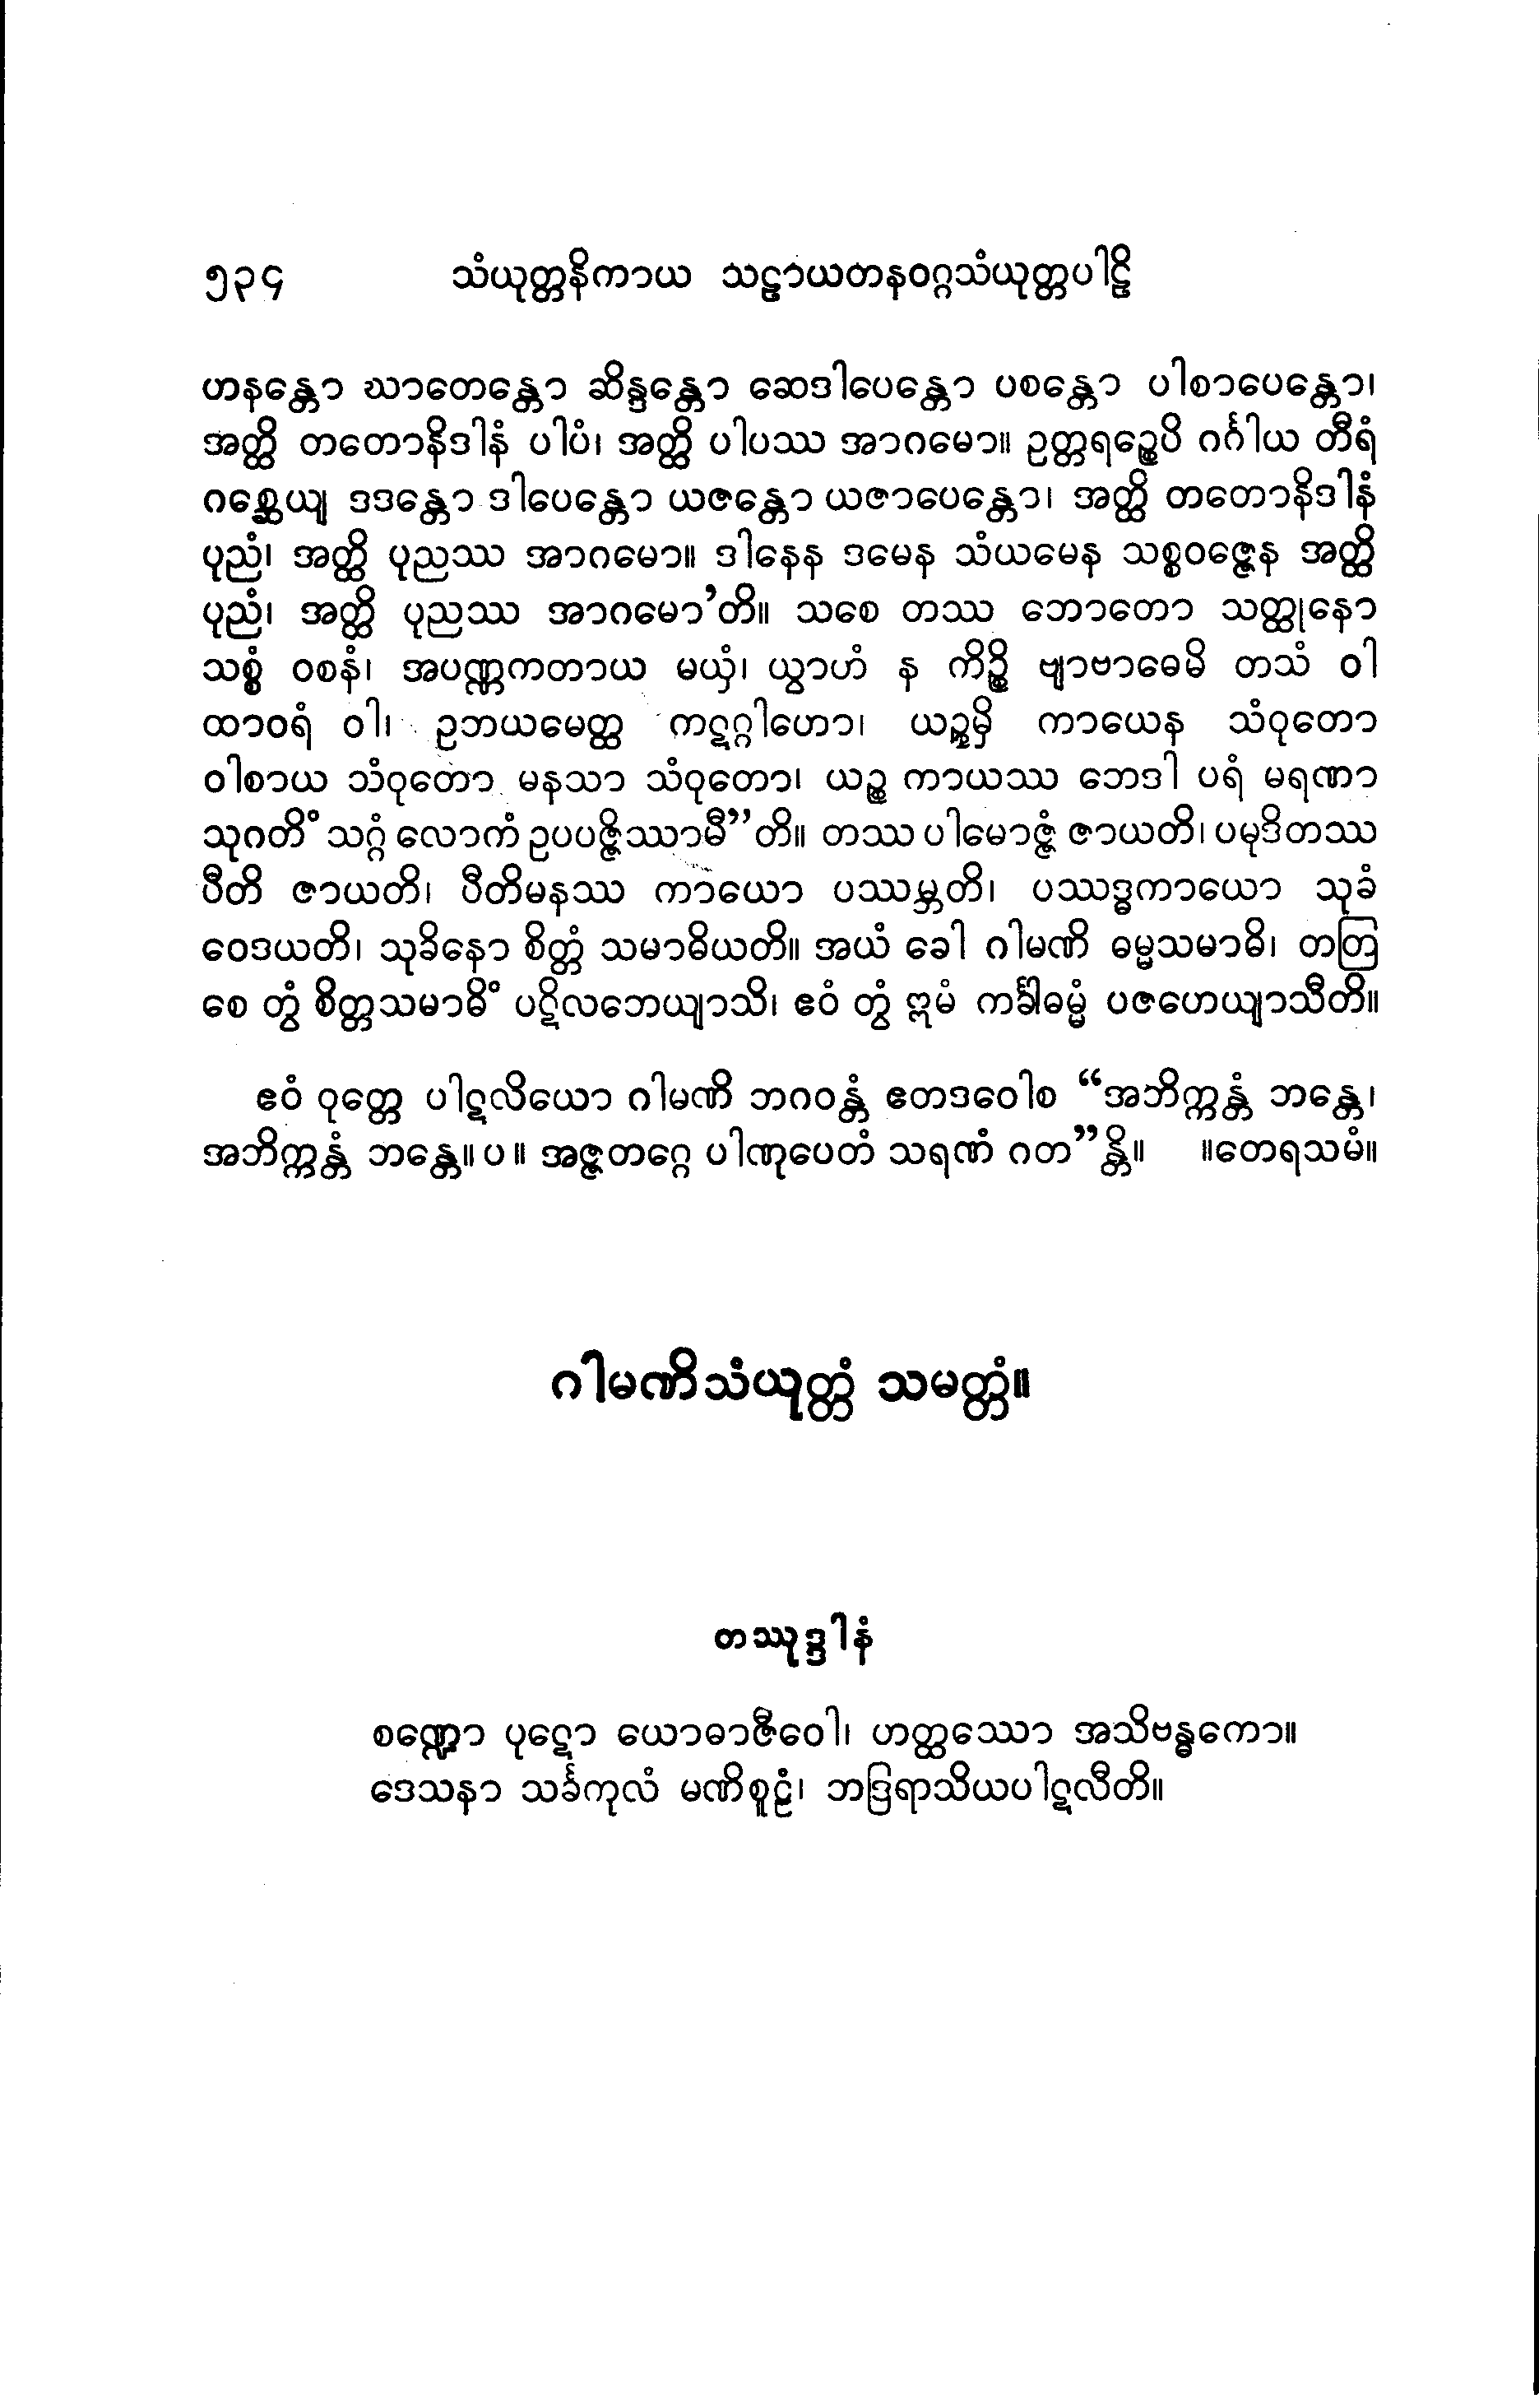 ၅၃၄ သံယုတ္တနိကာယ သဠာယတနဝဂ္ဂသံယုတ္တပါဠိ
ဟနန္တော ဃာတေန္တော ဆိန္ဒန္တော ဆေဒါပေန္တော ပစန္တော ပါစာပေန္တော၊
အတ္ထိ တတောနိဒါနံ ပါပံ၊ အတ္ထိ ပါပဿ အာဂမော။ ဥတ္တရဉ္စေပိ ဂင်္ဂါယ တီရံ
ဂစ္ဆေယျ ဒဒန္တော ဒါပေန္တော ယဇန္တော ယဇာပေန္တော၊ အတ္ထိ တတောနိဒါနံ
ပုညံ၊ အတ္ထိ ပုညဿ အာဂမော။ ဒါနေန ဒမေန သံယမေန သစ္စဝဇ္ဇေန အတ္ထိ
ပုညံ၊ အတ္ထိ ပုညဿ အာဂမော’တိ။ သစေ တဿ ဘောတော သတ္ထုနော
သစ္စံ ဝစနံ၊ အပဏ္ဏကတာယ မယှံ၊ ယွာဟံ န ကိဉ္စိ ဗျာဗာဓေမိ တသံ ဝါ
ထာဝရံ ဝါ၊ ဥဘယမေတ္ထ ကဋဂ္ဂါဟော၊ ယဉ္စမှိ ကာယေန သံဝုတော
ဝါစာယ သံဝုတော မနသာ သံဝုတော၊ ယဉ္စ ကာယဿ ဘေဒါ ပရံ မရဏာ
သုဂတိံ သဂ္ဂံ လောကံ ဥပပဇ္ဇိဿာမီ”တိ။ တဿ ပါမောဇ္ဇံ ဇာယတိ၊ ပမုဒိတဿ
ပီတိ ဇာယတိ၊ ပီတိမနဿ ကာယော ပဿမ္ဘတိ၊ ပဿဒ္ဓကာယော သုခံ
ဝေဒယတိ၊ သုခိနော စိတ္တံ သမာဓိယတိ။ အယံ ခေါ ဂါမဏိ ဓမ္မသမာဓိ၊ တတြ
စေ တွံ စိတ္တသမာဓိံ ပဋိလဘေယျာသိ၊ ဧဝံ တွံ ဣမံ ကင်္ခါဓမ္မံ ပဇဟေယျာသီတိ။
ဧဝံ ဝုတ္တေ ပါဋလိယော ဂါမဏိ ဘဂဝန္တံ ဧတဒဝေါစ “အဘိက္ကန္တံ ဘန္တေ၊
အဘိက္ကန္တံ ဘန္တေ။ ပ ။ အဇ္ဇတဂ္ဂေ ပါဏုပေတံ သရဏံ ဂတ”န္တိ။ ။တေရသမံ။
ဂါမဏိသံယုတ္တံ သမတ္တံ။
တဿုဒ္ဒါနံ
စဏ္ဍော ပုဋော ယောဓာဇီဝေါ၊ ဟတ္ထဿော အသိဗန္ဓကော။
ဒေသနာ သင်္ခကုလံ မဏိစူဠံ၊ ဘဒြရာသိယပါဋလီတိ။